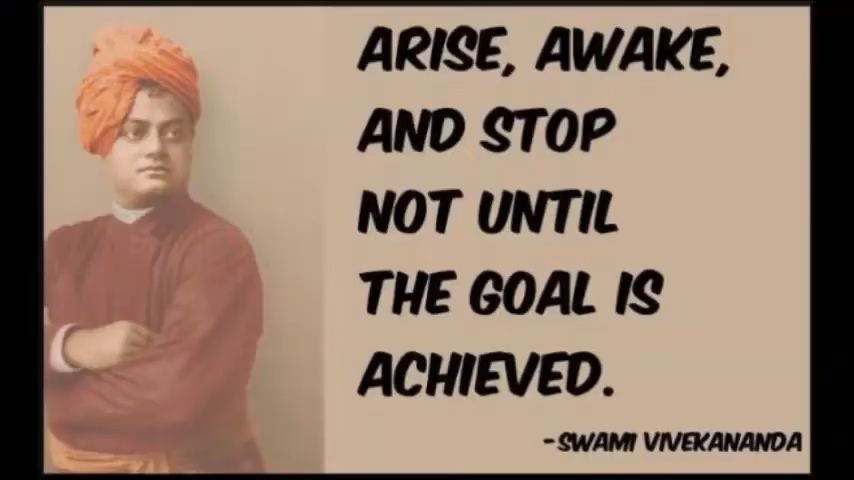 ARISE, AWAKE,
AND STOP
NOT UNTIL
THE GOAL IS
ACHIEVED.
-SWAMI VIVEKANANDA